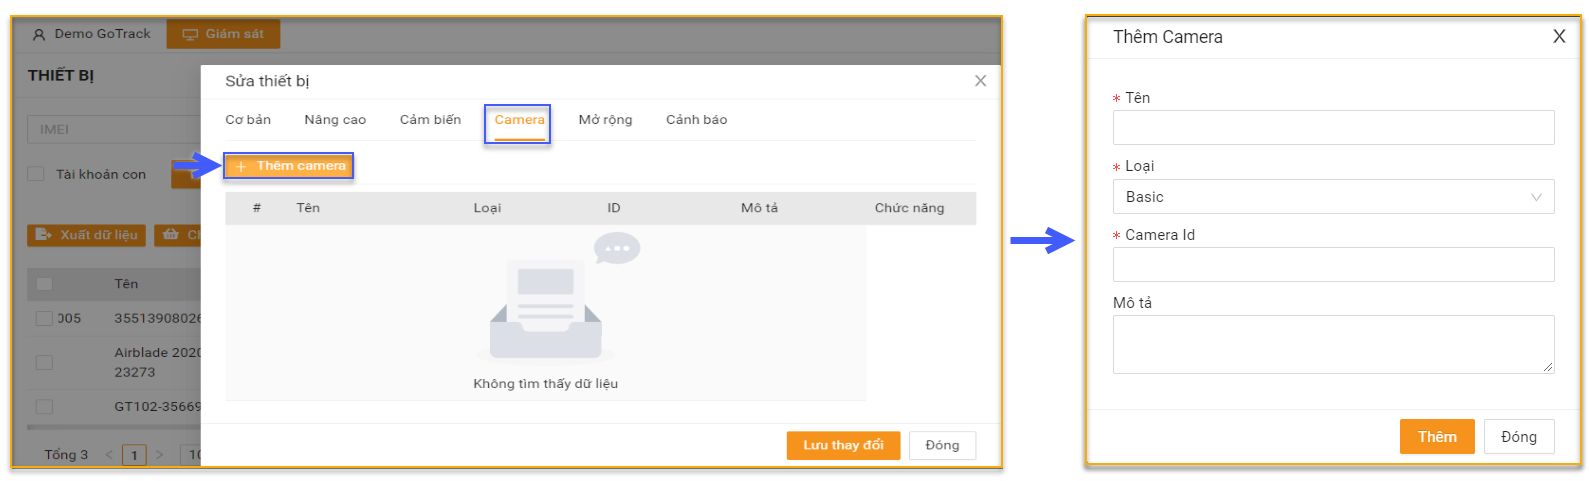 Demo GoTrack
Giám sát
THIẾT BỊ
IMEI
Tài khoản con
Xuất dữ liệu
Tên
005
35513908026
Airblade 2020
23273
GT102-35669
Tổng 3 < 1 > 10
Sửa thiết bị
Cơ bản Nâng cao Cảm biến Camera Mở rộng Cảnh báo
+ Thêm camera
# Tên Loại ID Mô tả Chức năng
Không tìm thấy dữ liệu
Lưu thay đổi Đóng
Thêm Camera X
* Tên
* Loại
Basic
* Camera Id
Mô tả
Thêm Đóng